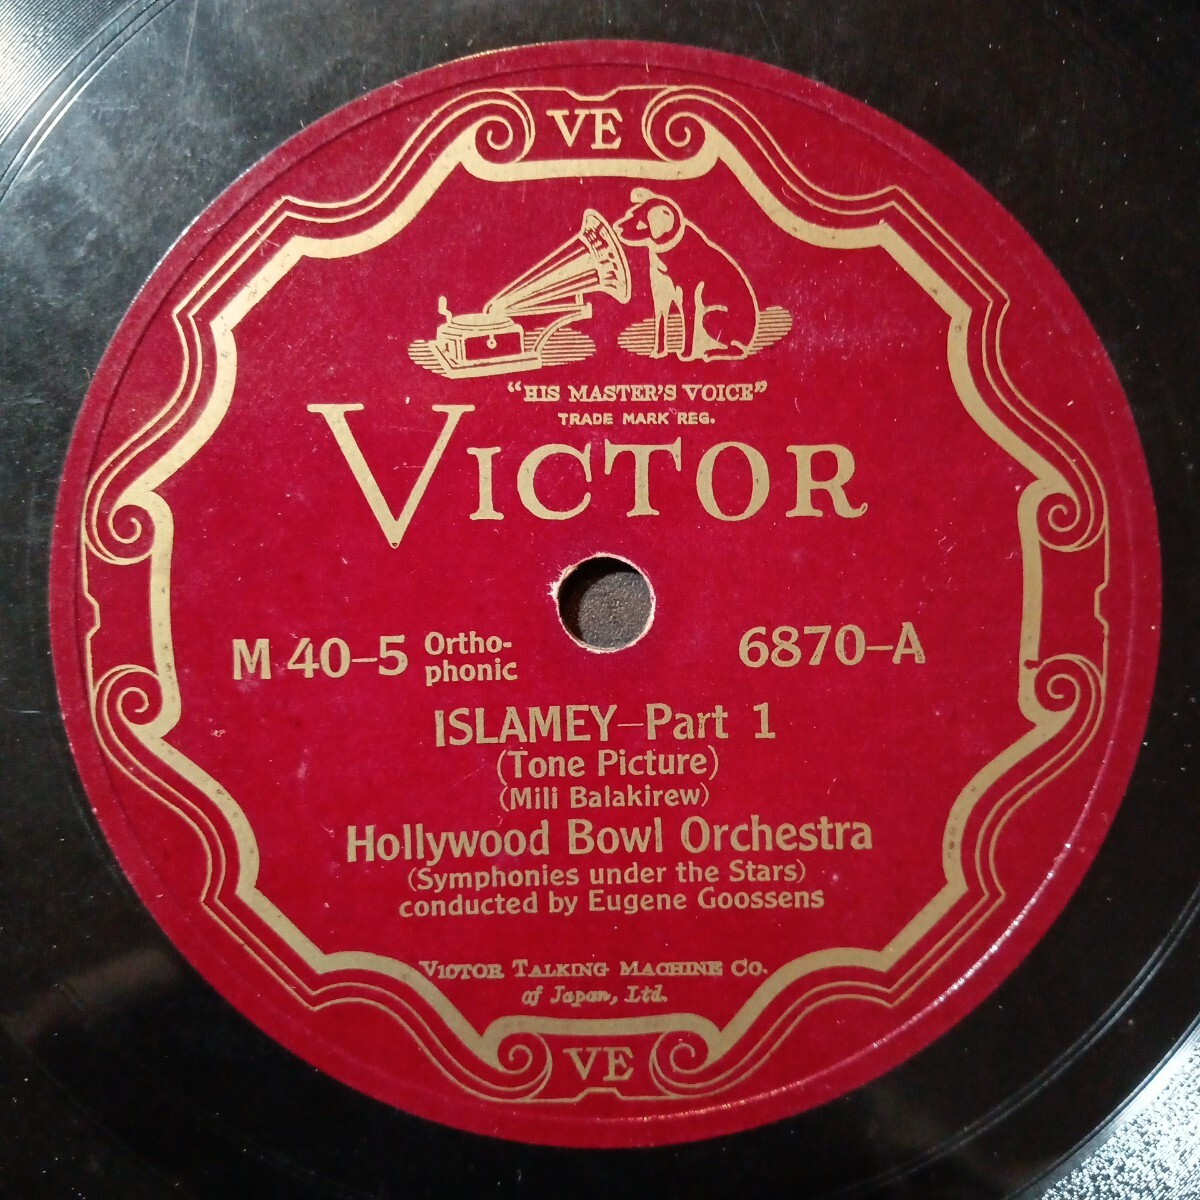 VE
“HIS MASTER'S VOICE”
TRADE MARK REG.
VICTOR
M 40-5 Ortho-
phonic
6870-A
ISLAMEY-Part 1
(Tone Picture)
(Mili Balakirew)
Hollywood Bowl Orchestra
(Symphonies under the Stars)
conducted by Eugene Goossens
VICTOR TALKING MACHINE CO.
of Japan, Ltd.
VE